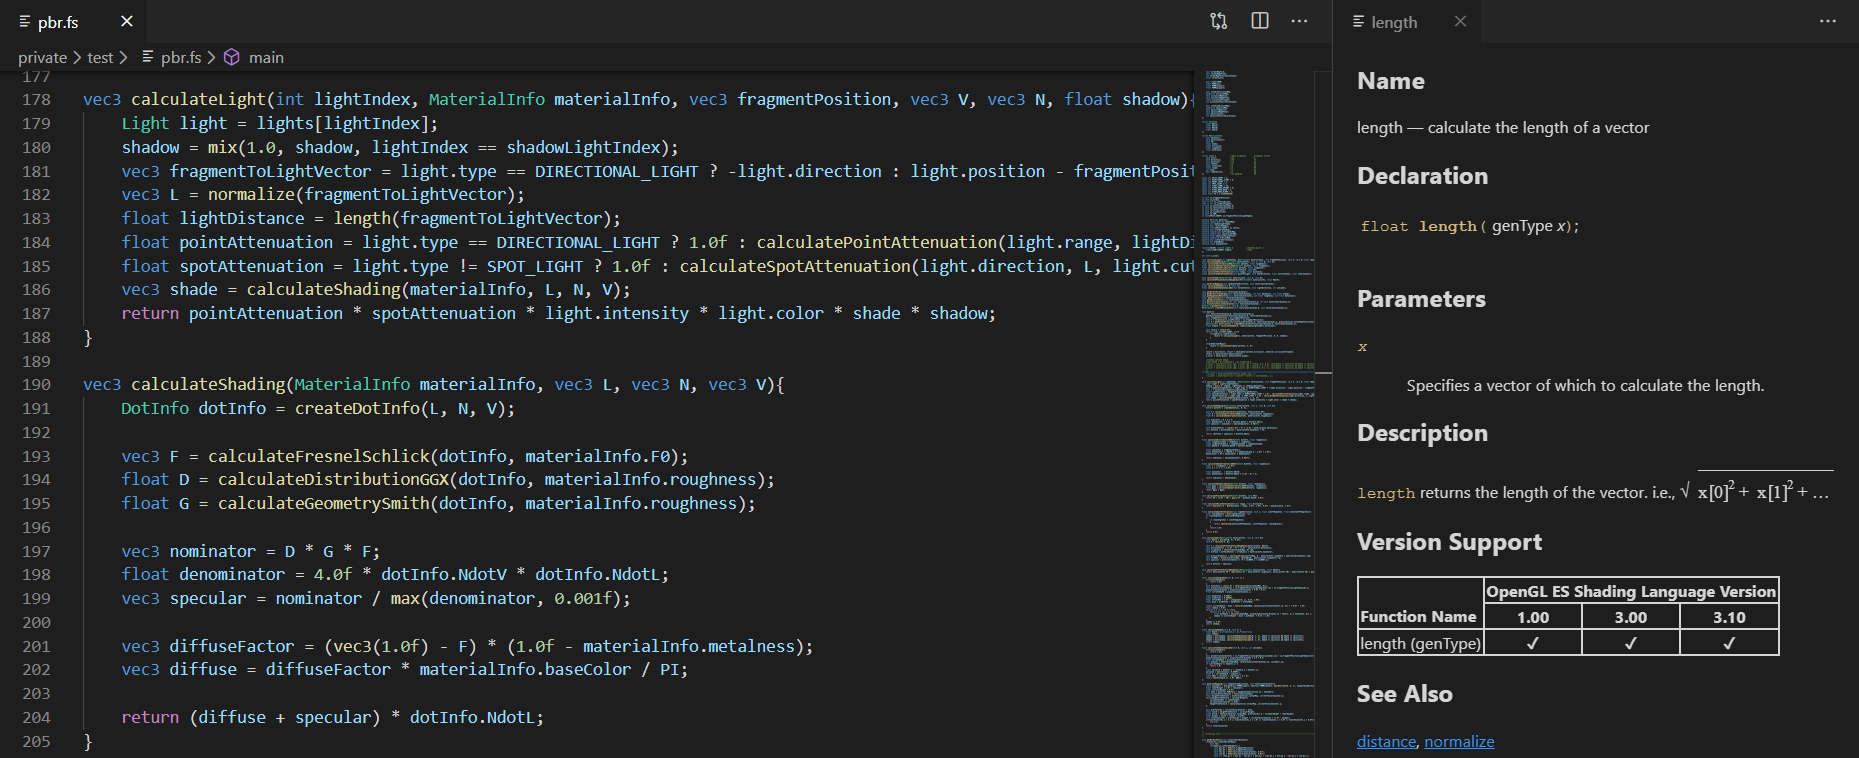 pbr.fs
private > test > pbr.fs > main
177
178 vec3 calculateLight(int lightIndex, MaterialInfo materialInfo, vec3 fragmentPosition, vec3 V, vec3 N, float shadow){
179 Light light = lights[lightIndex];
180 shadow = mix(1.0, shadow, lightIndex == shadowLightIndex);
181 vec3 fragmentToLightVector = light.type == DIRECTIONAL_LIGHT ? -light.direction : light.position - fragmentPosit
182 vec3 L = normalize(fragmentToLightVector);
183 float lightDistance = length(fragmentToLightVector);
184 float pointAttenuation = light.type == DIRECTIONAL_LIGHT ? 1.0f : calculatePointAttenuation(light.range, lightDi
185 float spotAttenuation = light.type != SPOT_LIGHT ? 1.0f : calculateSpotAttenuation(light.direction, L, light.cut
186 vec3 shade = calculateShading(materialInfo, L, N, V);
187 return pointAttenuation * spotAttenuation * light.intensity * light.color * shade * shadow;
188 }
189
190 vec3 calculateShading(MaterialInfo materialInfo, vec3 L, vec3 N, vec3 V){
191 DotInfo dotInfo = createDotInfo(L, N, V);
192
193 vec3 F = calculateFresnelSchlick(dotInfo, materialInfo.F0);
194 float D = calculateDistributionGGX(dotInfo, materialInfo.roughness);
195 float G = calculateGeometrySmith(dotInfo, materialInfo.roughness);
196
197 vec3 nominator = D * G * F;
198 float denominator = 4.0f * dotInfo.NdotV * dotInfo.NdotL;
199 vec3 specular = nominator / max(denominator, 0.001f);
200
201 vec3 diffuseFactor = (vec3(1.0f) - F) * (1.0f - materialInfo.metalness);
202 vec3 diffuse = diffuseFactor * materialInfo.baseColor / PI;
203
204 return (diffuse + specular) * dotInfo.NdotL;
205 }
length
Name
length — calculate the length of a vector
Declaration
float length( genType x);
Parameters
x
Specifies a vector of which to calculate the length.
Description
length returns the length of the vector. i.e., √ x[0]² + x[1]² + …
Version Support
OpenGL ES Shading Language Version
Function Name 1.00 3.00 3.10
length (genType) ✓ ✓ ✓
See Also
distance, normalize